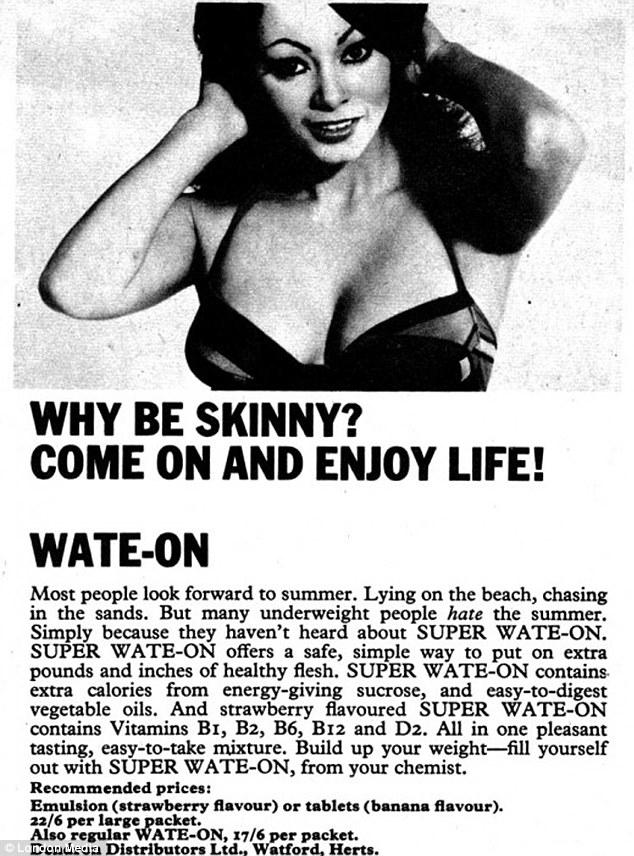 WHY BE SKINNY?
COME ON AND ENJOY LIFE!
WATE-ON
Most people look forward to summer. Lying on the beach, chasing
in the sands. But many underweight people hate the summer.
Simply because they haven't heard about SUPER WATE-ON.
SUPER WATE-ON offers a safe, simple way to put on extra
pounds and inches of healthy flesh. SUPER WATE-ON contains
extra calories from energy-giving sucrose, and easy-to-digest
vegetable oils. And strawberry flavoured SUPER WATE-ON
contains Vitamins B1, B2, B6, B12 and D2. All in one pleasant
tasting, easy-to-take mixture. Build up your weight—fill yourself
out with SUPER WATE-ON, from your chemist.
Recommended prices:
Emulsion (strawberry flavour) or tablets (banana flavour).
22/6 per large packet.
Also regular WATE-ON, 17/6 per packet.
Distributors Ltd., Watford, Herts.
© London Media